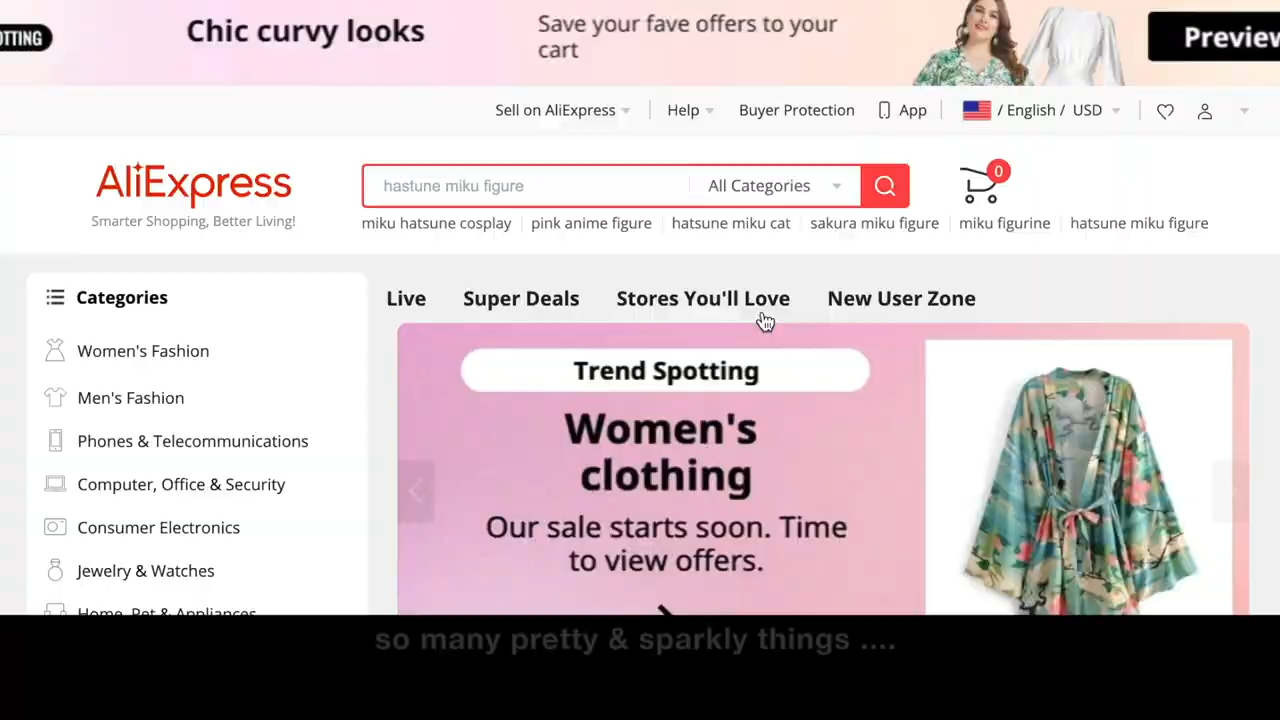 OTTING
Chic curvy looks
Save your fave offers to your
cart
Preview
Sell on AliExpress
Help
Buyer Protection
App
/ English / USD
AliExpress
Smarter Shopping, Better Living!
hastune miku figure
All Categories
0
miku hatsune cosplay
pink anime figure
hatsune miku cat
sakura miku figure
miku figurine
hatsune miku figure
Categories
Live
Super Deals
Stores You'll Love
New User Zone
Women's Fashion
Men's Fashion
Phones & Telecommunications
Computer, Office & Security
Consumer Electronics
Jewelry & Watches
Home, Pet & Appliances
Trend Spotting
Women's
clothing
Our sale starts soon. Time
to view offers.
so many pretty & sparkly things ....